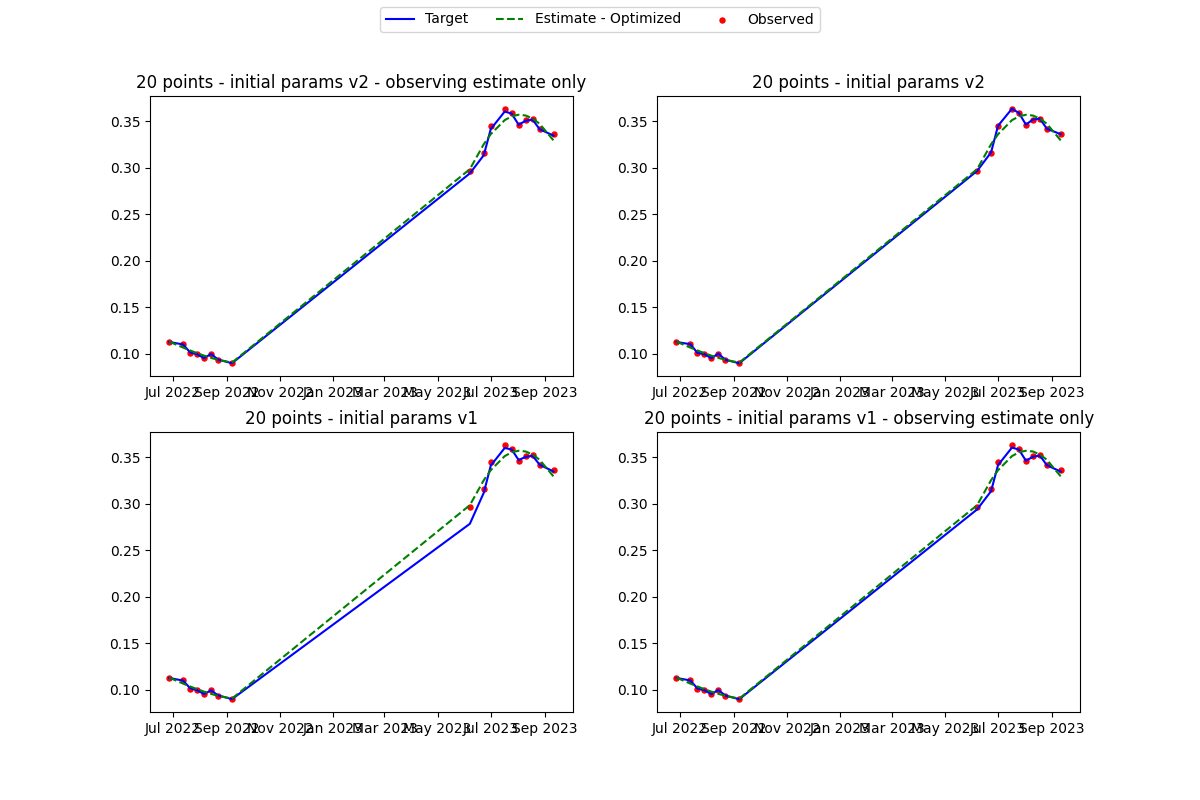 Target Estimate - Optimized Observed
20 points - initial params v2 - observing estimate only
0.35
0.30
0.25
0.20
0.15
0.10
Jul 2022 Sep 2022 Nov 2022 Jan 2023 Mar 2023 May 2023 Jul 2023 Sep 2023
20 points - initial params v2
0.35
0.30
0.25
0.20
0.15
0.10
Jul 2022 Sep 2022 Nov 2022 Jan 2023 Mar 2023 May 2023 Jul 2023 Sep 2023
20 points - initial params v1
0.35
0.30
0.25
0.20
0.15
0.10
Jul 2022 Sep 2022 Nov 2022 Jan 2023 Mar 2023 May 2023 Jul 2023 Sep 2023
20 points - initial params v1 - observing estimate only
0.35
0.30
0.25
0.20
0.15
0.10
Jul 2022 Sep 2022 Nov 2022 Jan 2023 Mar 2023 May 2023 Jul 2023 Sep 2023